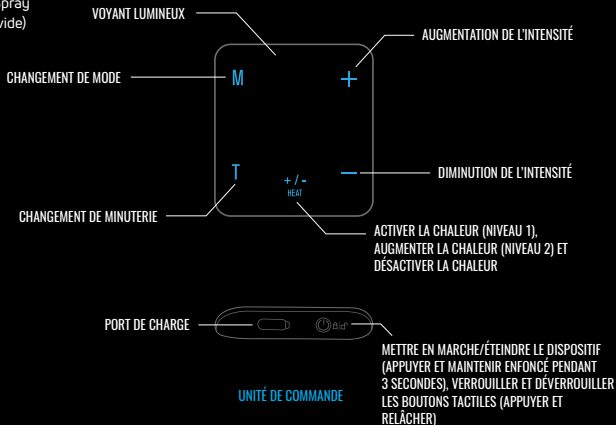 Spray
vide)
VOYANT LUMINEUX
AUGMENTATION DE L'INTENSITÉ
CHANGEMENT DE MODE
M
+
T
+ / -
HEAT
—
DIMINUTION DE L'INTENSITÉ
CHANGEMENT DE MINUTERIE
ACTIVER LA CHALEUR (NIVEAU 1),
AUGMENTER LA CHALEUR (NIVEAU 2) ET
DÉSACTIVER LA CHALEUR
PORT DE CHARGE
METTRE EN MARCHE/ÉTEINDRE LE DISPOSITIF
(APPUYER ET MAINTENIR ENFONCÉ PENDANT
3 SECONDES), VERROUILLER ET DÉVERROUILLER
LES BOUTONS TACTILES (APPUYER ET
RELÂCHER)
UNITÉ DE COMMANDE